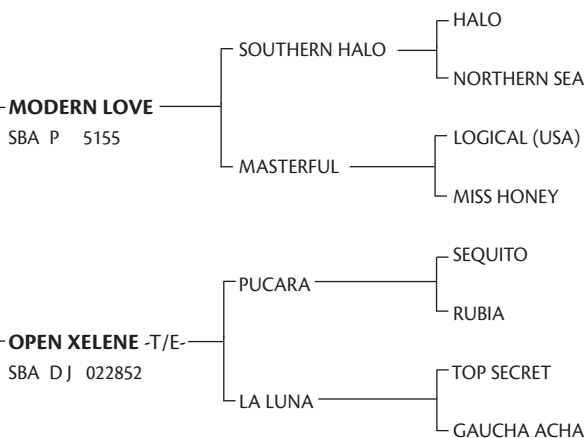 HALO
SOUTHERN HALO
NORTHERN SEA
MODERN LOVE
SBA P 5155
LOGICAL (USA)
MASTERFUL
MISS HONEY
SEQUITO
PUCARA
RUBIA
OPEN XELENE -T/E-
SBA D J 022852
TOP SECRET
LA LUNA
GAUCHA ACHA